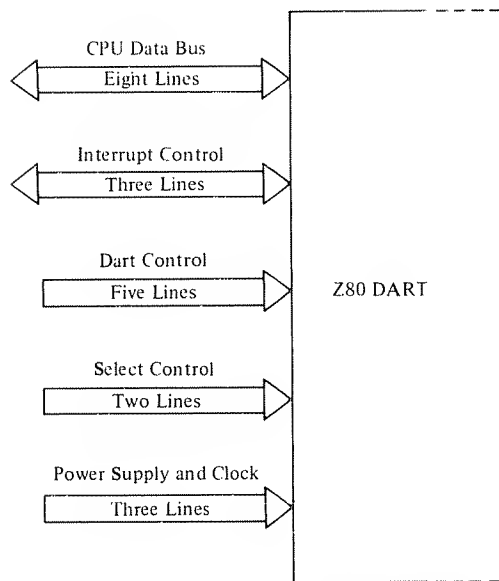 CPU Data Bus
Eight Lines
Interrupt Control
Three Lines
Dart Control
Five Lines
Z80 DART
Select Control
Two Lines
Power Supply and Clock
Three Lines